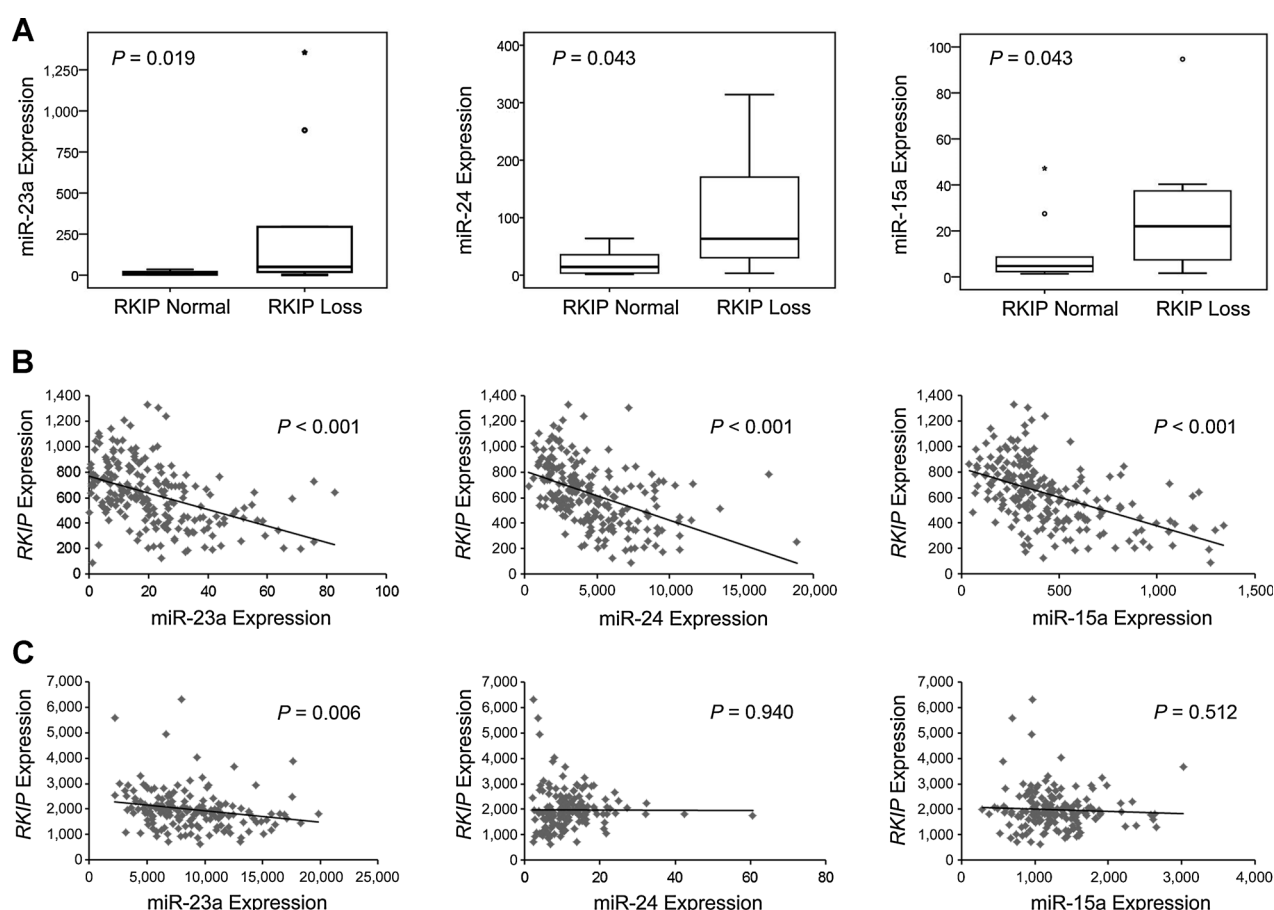 A
P = 0.019
miR-23a Expression
1,250
1,000
750
500
250
0
RKIP Normal RKIP Loss
P = 0.043
miR-24 Expression
400
300
200
100
0
RKIP Normal RKIP Loss
P = 0.043
miR-15a Expression
100
80
60
40
20
0
RKIP Normal RKIP Loss
B
P < 0.001
RKIP Expression
1,400
1,200
1,000
800
600
400
200
0
0 20 40 60 80 100
miR-23a Expression
P < 0.001
RKIP Expression
1,400
1,200
1,000
800
600
400
200
0
0 5,000 10,000 15,000 20,000
miR-24 Expression
P < 0.001
RKIP Expression
1,400
1,200
1,000
800
600
400
200
0
0 500 1,000 1,500
miR-15a Expression
C
P = 0.006
RKIP Expression
7,000
6,000
5,000
4,000
3,000
2,000
1,000
0
0 5,000 10,000 15,000 20,000 25,000
miR-23a Expression
P = 0.940
RKIP Expression
7,000
6,000
5,000
4,000
3,000
2,000
1,000
0
0 20 40 60 80
miR-24 Expression
P = 0.512
RKIP Expression
7,000
6,000
5,000
4,000
3,000
2,000
1,000
0
0 1,000 2,000 3,000 4,000
miR-15a Expression